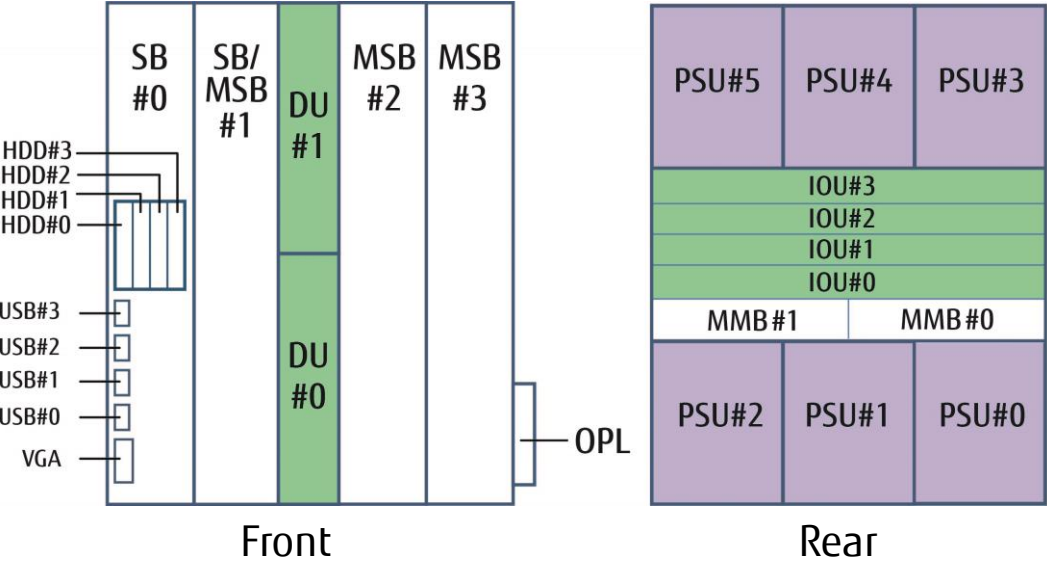 SB
#0
SB/
MSB
#1
DU
#1
MSB
#2
MSB
#3
HDD#3
HDD#2
HDD#1
HDD#0
USB#3
USB#2
USB#1
USB#0
VGA
DU
#0
OPL
Front
PSU#5
PSU#4
PSU#3
IOU#3
IOU#2
IOU#1
IOU#0
MMB#1
MMB#0
PSU#2
PSU#1
PSU#0
Rear